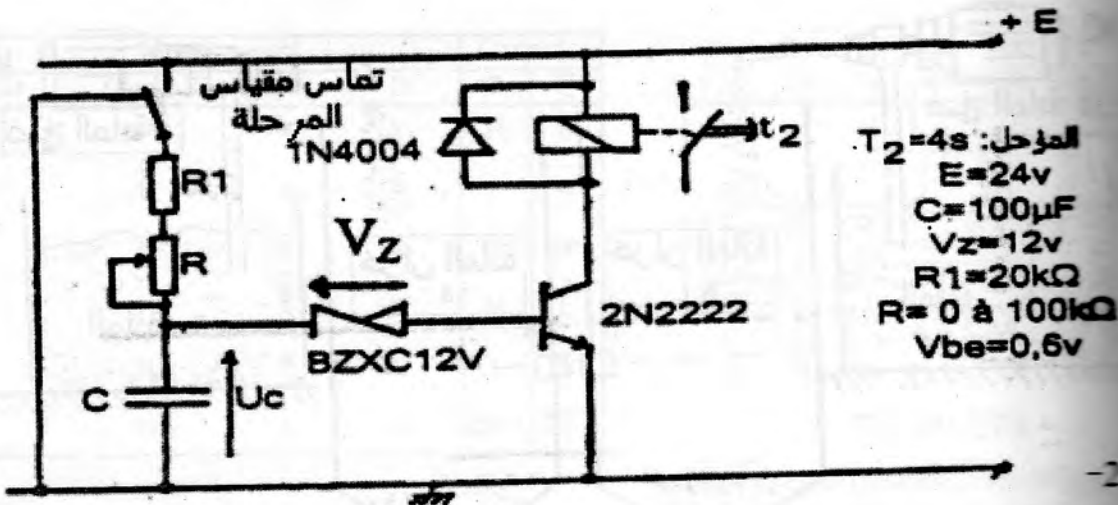 + E
تماس مقياس
المرحلة
1N4004
t2
R1
R
Vz
BZXC12V
2N2222
C
Uc
المؤجل: T2=4s
E=24v
C=100µF
Vz=12v
R1=20kΩ
R= 0 à 100kΩ
Vbe=0,6v